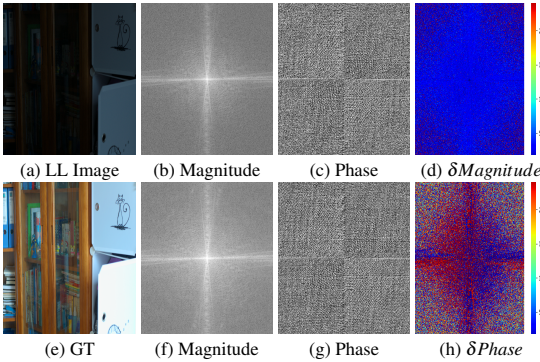 (a) LL Image (b) Magnitude (c) Phase (d) δMagnitude
(e) GT (f) Magnitude (g) Phase (h) δPhase